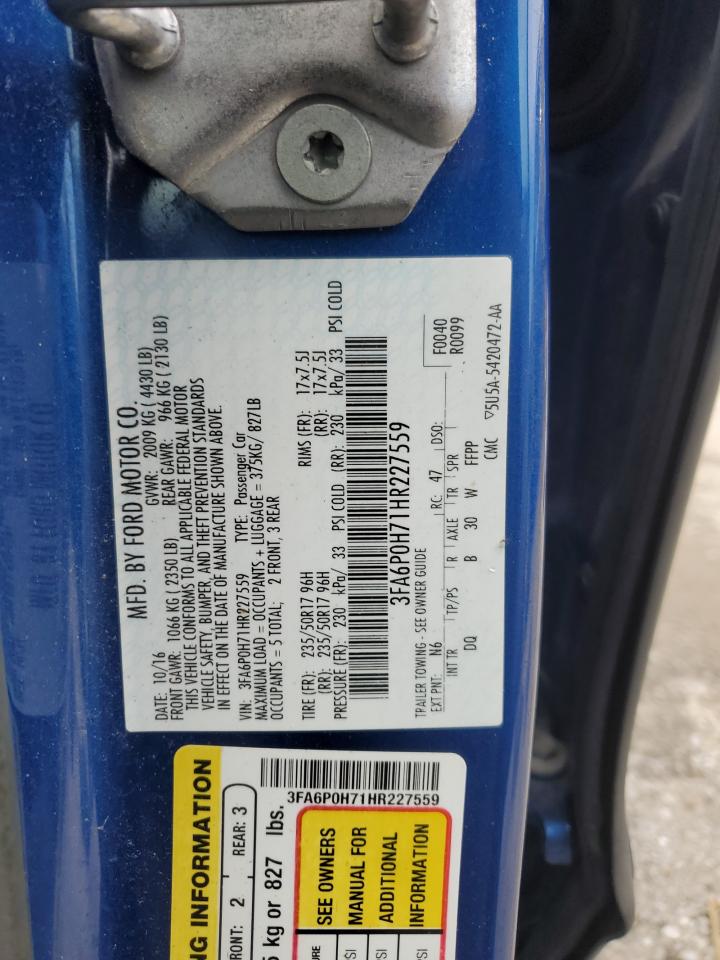 MFD. BY FORD MOTOR CO.
DATE: 10/16 GVWR: 2009 KG ( 4430 LB)
FRONT GAWR: 1066 KG ( 2350 LB) REAR GAWR: 966 KG ( 2130 LB)
THIS VEHICLE CONFORMS TO ALL APPLICABLE FEDERAL MOTOR
VEHICLE SAFETY, BUMPER, AND THEFT PREVENTION STANDARDS
IN EFFECT ON THE DATE OF MANUFACTURE SHOWN ABOVE.
VIN: 3FA6P0H71HR227559 TYPE: Passenger Car
MAXIMUM LOAD = OCCUPANTS + LUGGAGE = 375KG/ 827LB
OCCUPANTS = 5 TOTAL; 2 FRONT, 3 REAR
TIRE (FR): 235/50R17 96H RIMS (FR): 17x7.5J
(RR): 235/50R17 96H (RR): 17x7.5J
PRESSURE (FR): 230 kPa/ 33 PSI COLD (RR): 230 kPa/ 33 PSI COLD
3FA6P0H71HR227559
TRAILER TOWING - SEE OWNER GUIDE
F0040
EXT PNT: N6 RC: 47 DSO: R0099
INT TR TP/PS R AXLE TR SPR
DQ B 30 W FFPP
CMC ▽5U5A-5420472-AA
NG INFORMATION
FRONT: 2 REAR: 3
3FA6P0H71HR227559
5 kg or 827 lbs.
SEE OWNERS
MANUAL FOR
ADDITIONAL
INFORMATION
URE
SI
PSI
PSI